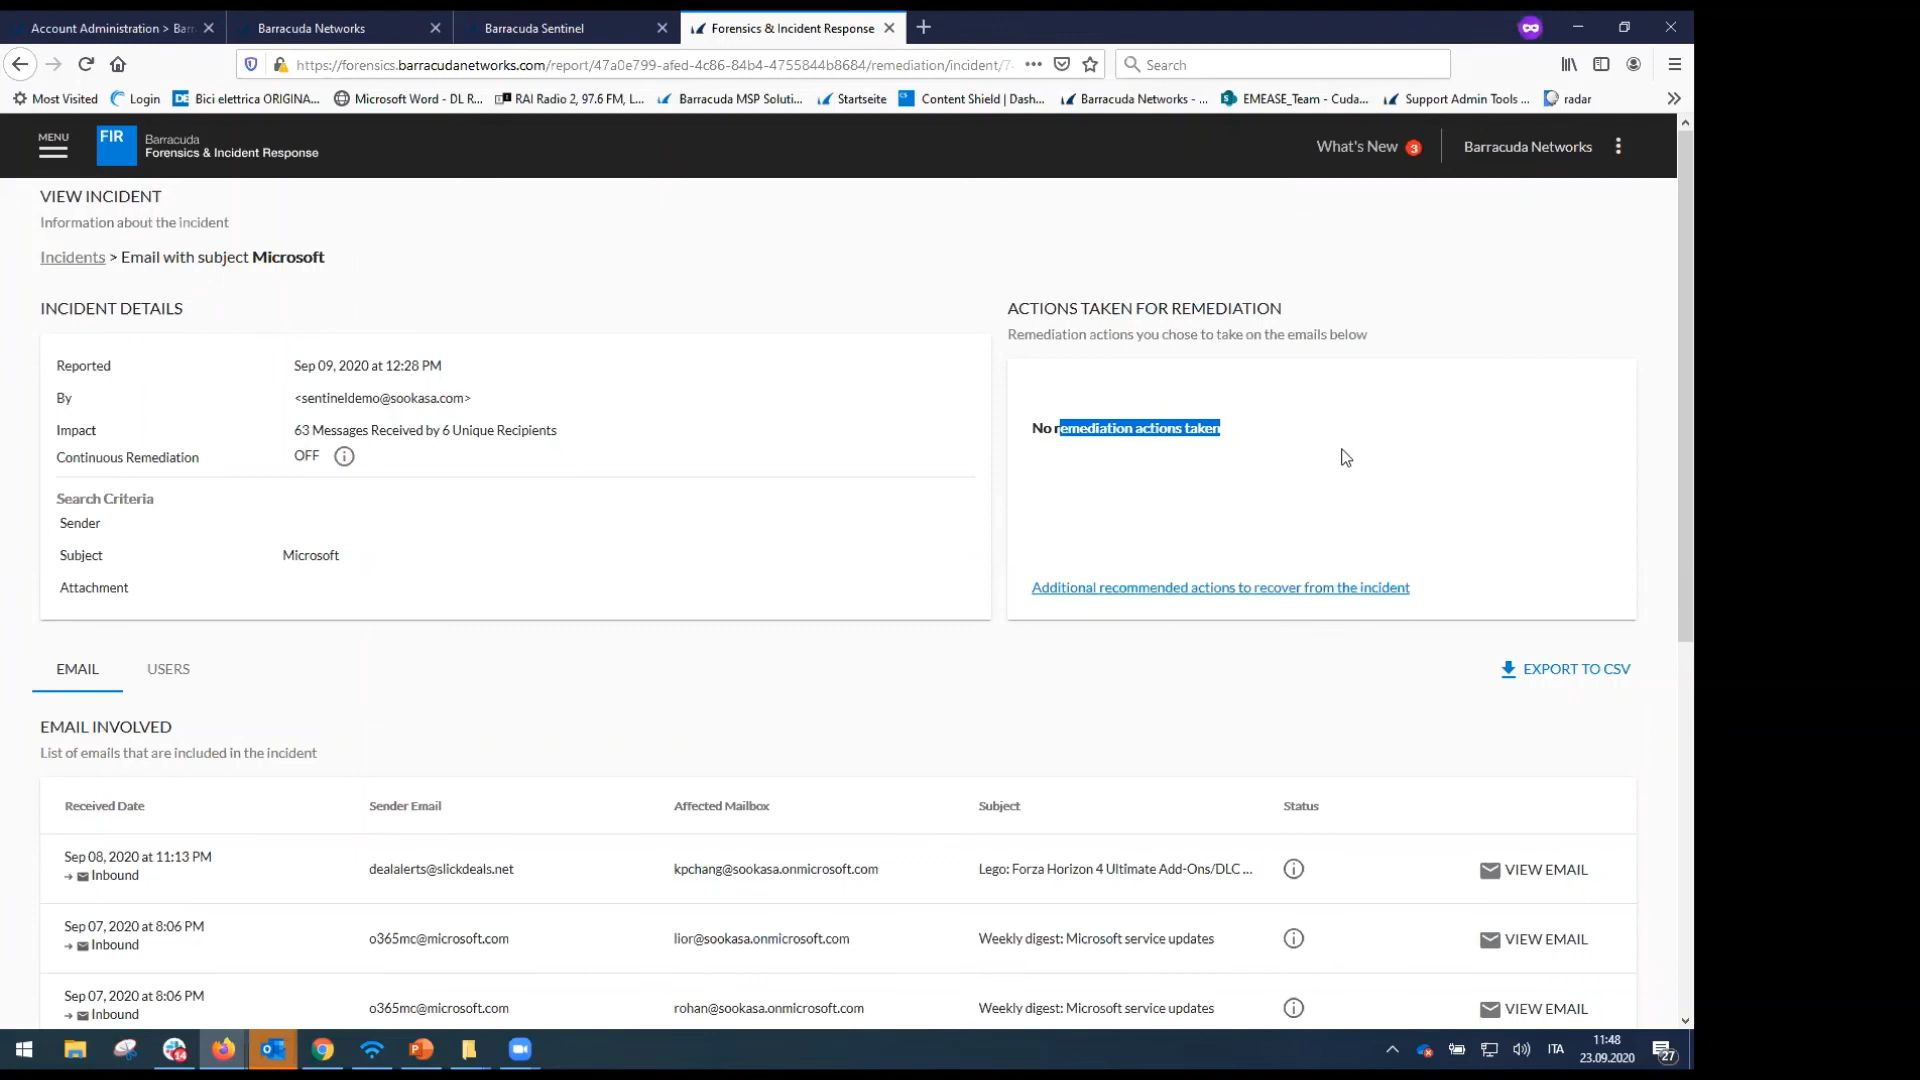 Account Administration > Bar
Barracuda Networks
Barracuda Sentinel
Forensics & Incident Response
https://forensics.barracudanetworks.com/report/47a0e799-afed-4c86-84b4-4755844b8684/remediation/incident/7
Search
Most Visited
Login
DE Bici elettrica ORIGINA...
Microsoft Word - DL R...
RAI Radio 2, 97.6 FM, L...
Barracuda MSP Soluti...
Startseite
CS Content Shield | Dash...
Barracuda Networks - ...
EMEASE_Team - Cuda...
Support Admin Tools ...
radar
MENU
FIR
Barracuda
Forensics & Incident Response
What's New 3
Barracuda Networks
VIEW INCIDENT
Information about the incident
Incidents > Email with subject Microsoft
INCIDENT DETAILS
Reported Sep 09, 2020 at 12:28 PM
By <sentineldemo@sookasa.com>
Impact 63 Messages Received by 6 Unique Recipients
Continuous Remediation OFF
Search Criteria
Sender
Subject Microsoft
Attachment
ACTIONS TAKEN FOR REMEDIATION
Remediation actions you chose to take on the emails below
No remediation actions taken
Additional recommended actions to recover from the incident
EMAIL USERS
EXPORT TO CSV
EMAIL INVOLVED
List of emails that are included in the incident
Received Date Sender Email Affected Mailbox Subject Status
Sep 08, 2020 at 11:13 PM
Inbound
dealalerts@slickdeals.net kpchang@sookasa.onmicrosoft.com Lego: Forza Horizon 4 Ultimate Add-Ons/DLC ... VIEW EMAIL
Sep 07, 2020 at 8:06 PM
Inbound
o365mc@microsoft.com lior@sookasa.onmicrosoft.com Weekly digest: Microsoft service updates VIEW EMAIL
Sep 07, 2020 at 8:06 PM
Inbound
o365mc@microsoft.com rohan@sookasa.onmicrosoft.com Weekly digest: Microsoft service updates VIEW EMAIL
14
ITA
11:48
23.09.2020
27